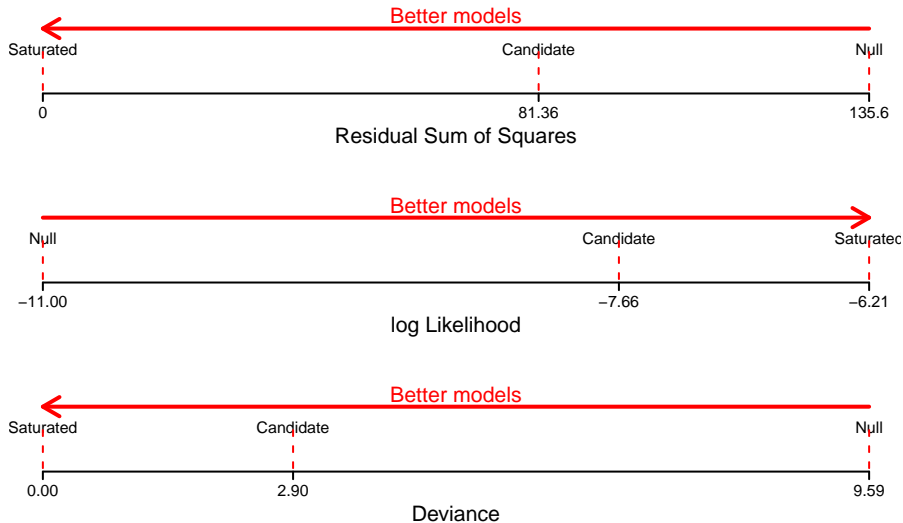 Better models
Saturated Candidate Null
0 81.36 135.6
Residual Sum of Squares
Better models
Null Candidate Saturated
−11.00 −7.66 −6.21
log Likelihood
Better models
Saturated Candidate Null
0.00 2.90 9.59
Deviance